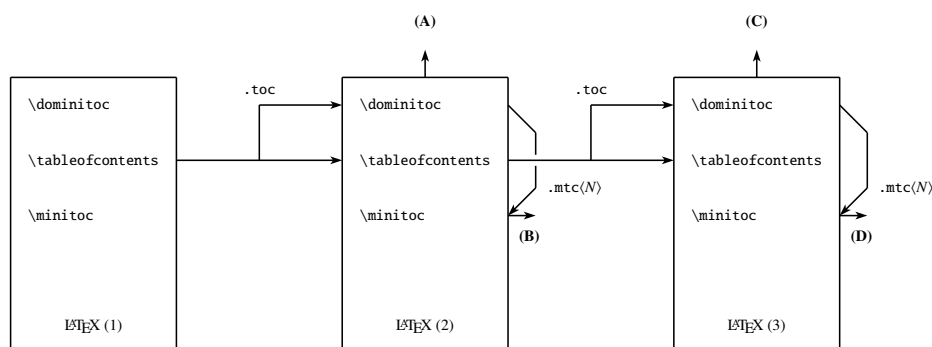 (A) (C)
.toc .toc
\dominitoc \dominitoc \dominitoc
\tableofcontents \tableofcontents \tableofcontents
.mtc⟨N⟩ .mtc⟨N⟩
\minitoc \minitoc \minitoc
(B) (D)
LATEX (1) LATEX (2) LATEX (3)